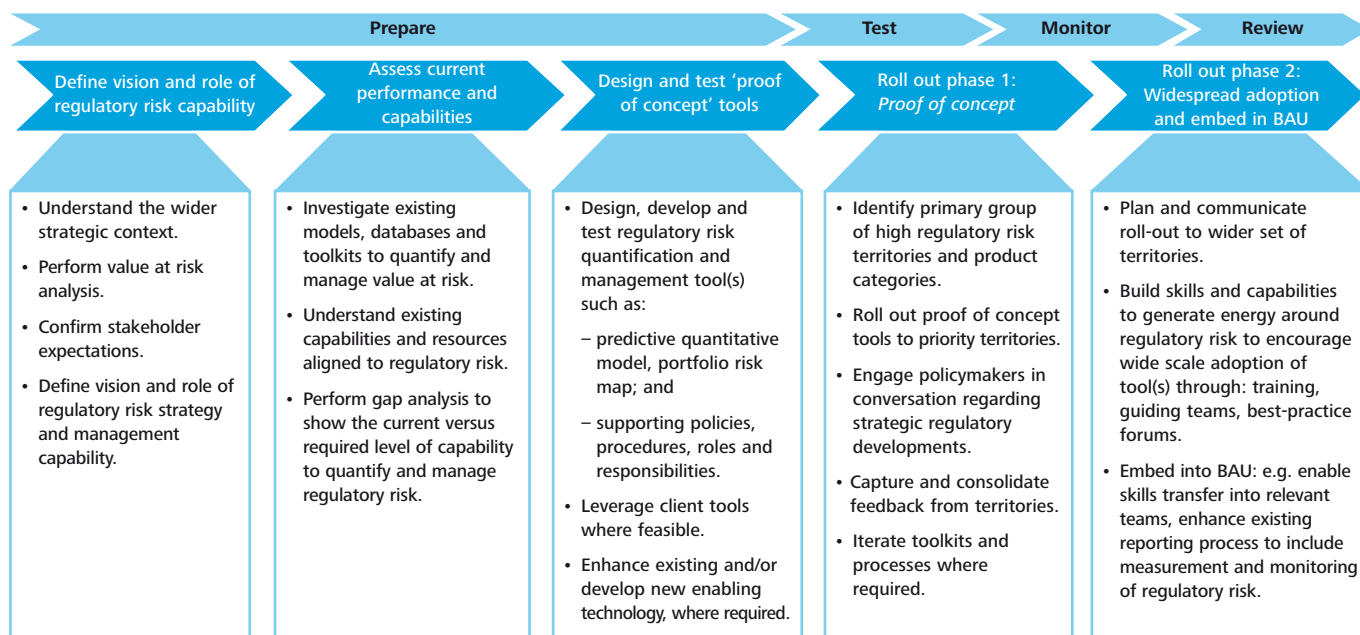 Prepare
Test
Monitor
Review
Define vision and role of
regulatory risk capability
Assess current
performance and
capabilities
Design and test ‘proof
of concept’ tools
Roll out phase 1:
Proof of concept
Roll out phase 2:
Widespread adoption
and embed in BAU
• Understand the wider
strategic context.
• Perform value at risk
analysis.
• Confirm stakeholder
expectations.
• Define vision and role of
regulatory risk strategy
and management
capability.
• Investigate existing
models, databases and
toolkits to quantify and
manage value at risk.
• Understand existing
capabilities and resources
aligned to regulatory risk.
• Perform gap analysis to
show the current versus
required level of capability
to quantify and manage
regulatory risk.
• Design, develop and
test regulatory risk
quantification and
management tool(s)
such as:
– predictive quantitative
model, portfolio risk
map; and
– supporting policies,
procedures, roles and
responsibilities.
• Leverage client tools
where feasible.
• Enhance existing and/or
develop new enabling
technology, where required.
• Identify primary group
of high regulatory risk
territories and product
categories.
• Roll out proof of concept
tools to priority territories.
• Engage policymakers in
conversation regarding
strategic regulatory
developments.
• Capture and consolidate
feedback from territories.
• Iterate toolkits and
processes where
required.
• Plan and communicate
roll-out to wider set of
territories.
• Build skills and capabilities
to generate energy around
regulatory risk to encourage
wide scale adoption of
tool(s) through: training,
guiding teams, best-practice
forums.
• Embed into BAU: e.g. enable
skills transfer into relevant
teams, enhance existing
reporting process to include
measurement and monitoring
of regulatory risk.